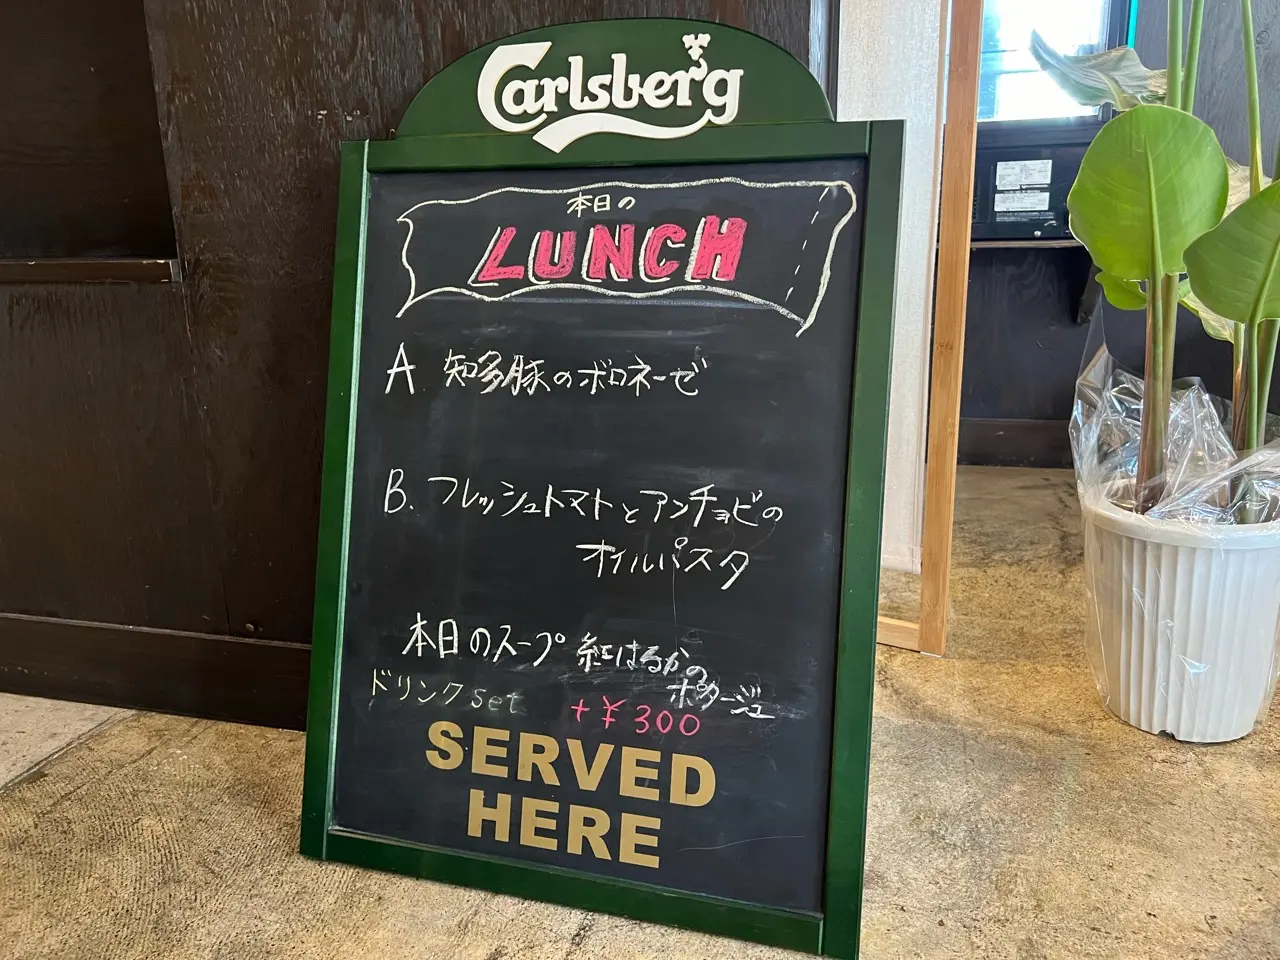 Carlsberg
本日の
LUNCH
A 知多豚のボロネーゼ
B. フレッシュトマトとアンチョビの
オイルパスタ
本日のスープ 紅はるかの
ポタージュ
ドリンクset +¥300
SERVED
HERE